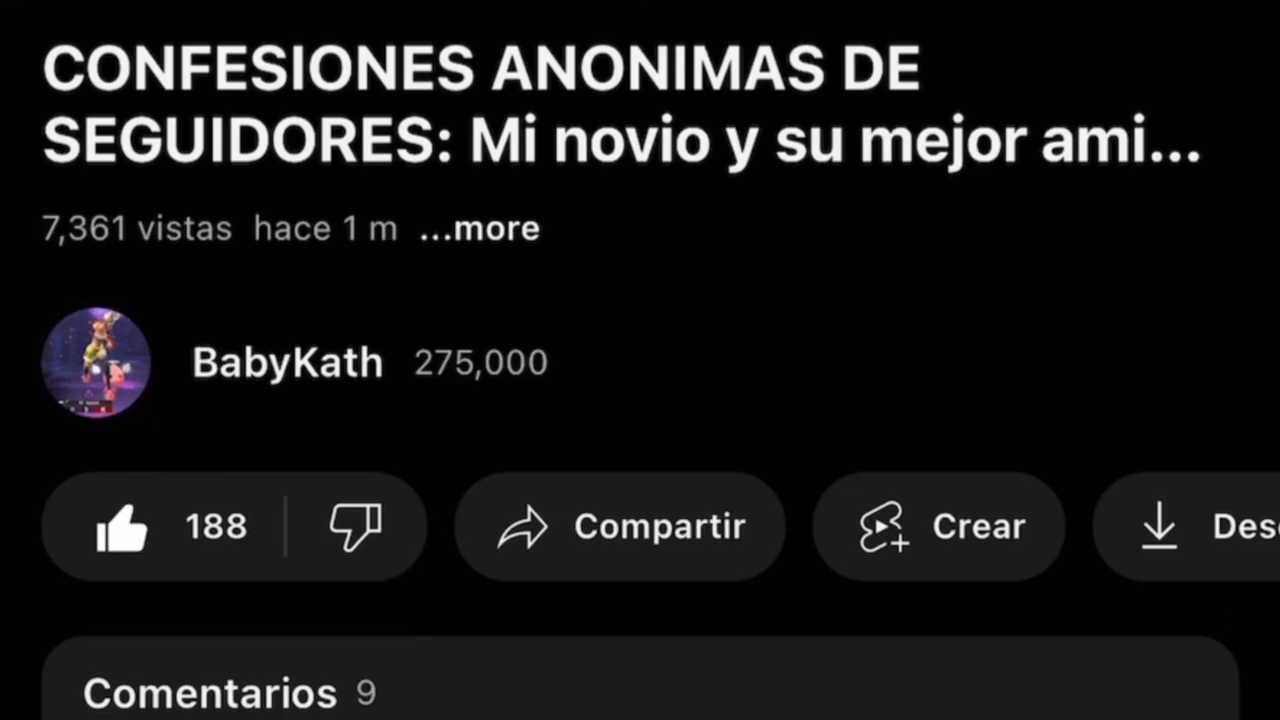 CONFESIONES ANONIMAS DE
SEGUIDORES: Mi novio y su mejor ami...
7,361 vistas hace 1 m ...more
BabyKath 275,000
188 Compartir Crear Desc
Comentarios 9